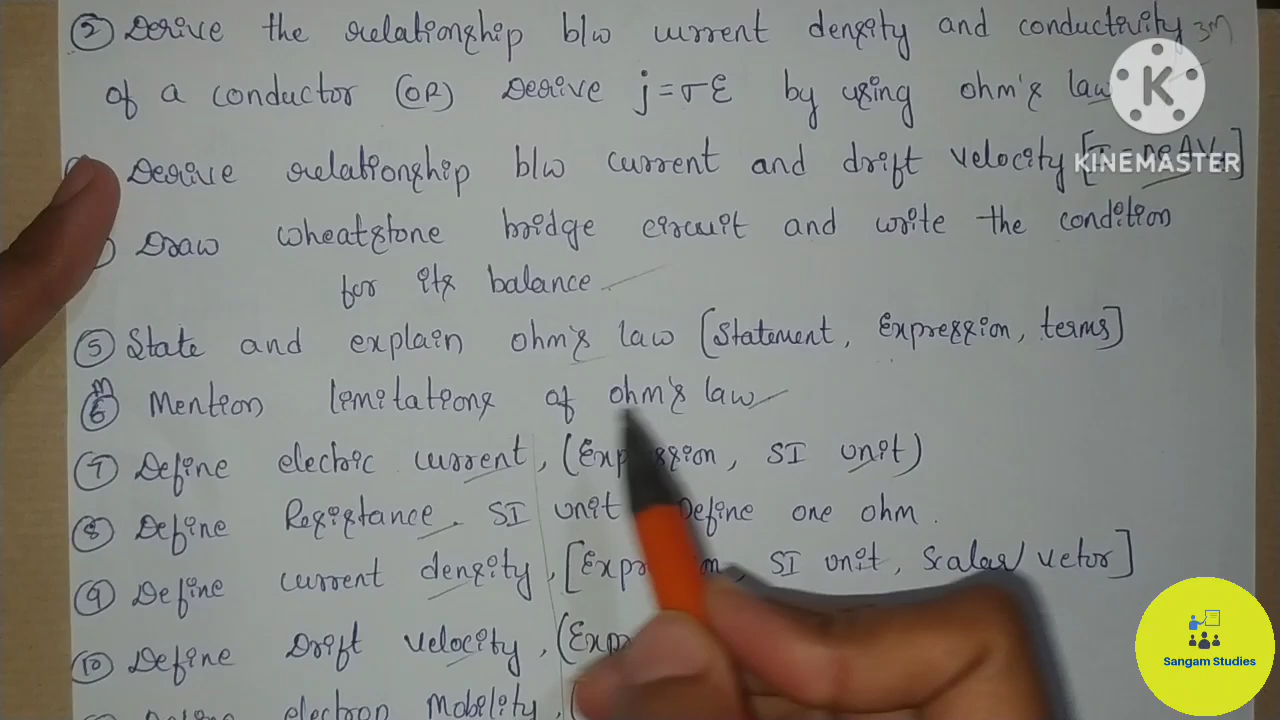 ② Derive the relationship b/w current density and conductivity 3m
of a conductor (OR) Derive j=σE by using ohm's law
K
KINEMASTER
Derive relationship b/w current and drift velocity [I = neAVd]
Draw wheatstone bridge circuit and write the condition
for its balance
⑤ State and explain ohm's law [Statement, Expression, terms]
m
⑥ Mention limitations of ohm's law
⑦ Define electric current, (Expression, SI unit)
⑧ Define Resistance. SI unit Define one ohm.
⑨ Define current density, [Expression, SI unit, Scalar/vetor]
⑩ Define Drift velocity, (Exp
electron mobility,
Sangam Studies